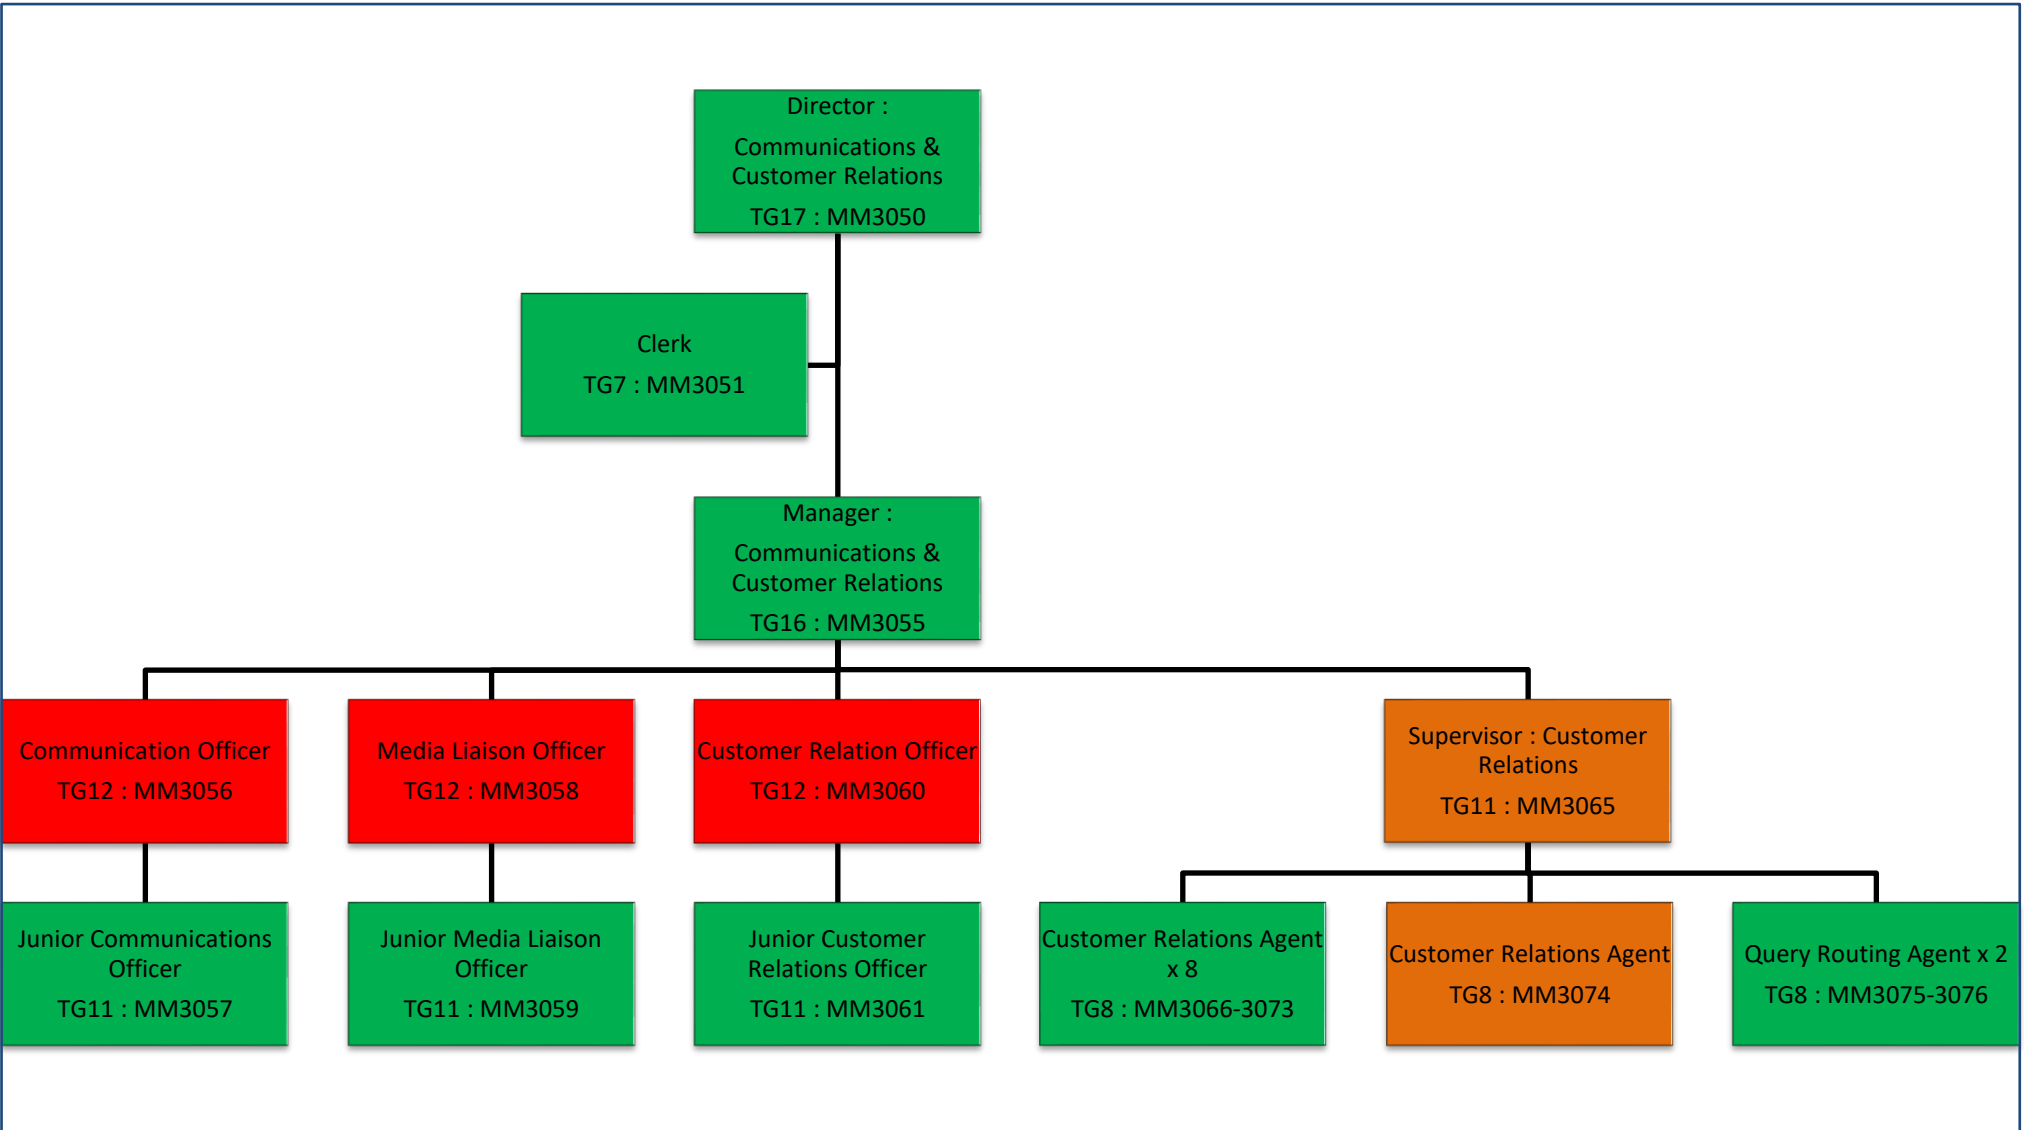 Director :
Communications &
Customer Relations
TG17 : MM3050
Clerk
TG7 : MM3051
Manager :
Communications &
Customer Relations
TG16 : MM3055
Communication Officer
TG12 : MM3056
Media Liaison Officer
TG12 : MM3058
Customer Relation Officer
TG12 : MM3060
Supervisor : Customer
Relations
TG11 : MM3065
Junior Communications
Officer
TG11 : MM3057
Junior Media Liaison
Officer
TG11 : MM3059
Junior Customer
Relations Officer
TG11 : MM3061
Customer Relations Agent
x 8
TG8 : MM3066-3073
Customer Relations Agent
TG8 : MM3074
Query Routing Agent x 2
TG8 : MM3075-3076